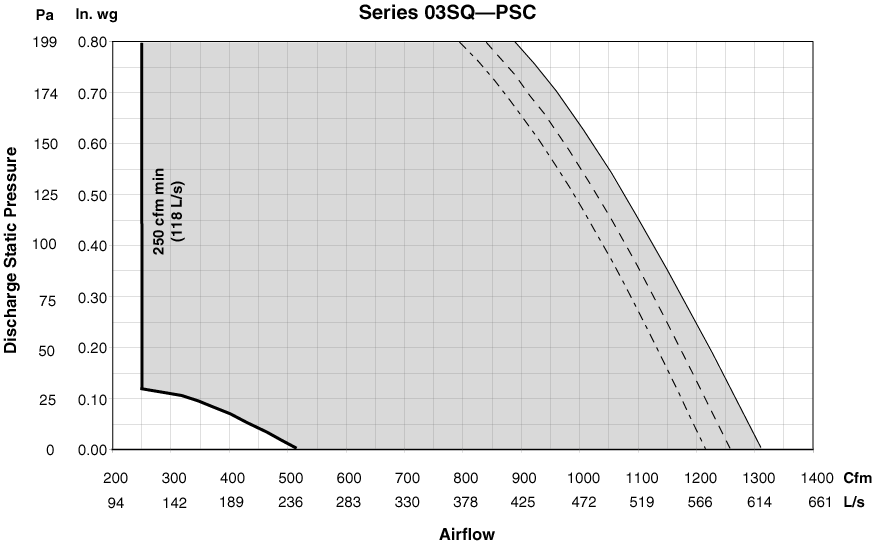 Series 03SQ—PSC
Pa In. wg
199 0.80
174 0.70
150 0.60
125 0.50
100 0.40
75 0.30
50 0.20
25 0.10
0 0.00
Discharge Static Pressure
250 cfm min
(118 L/s)
200 300 400 500 600 700 800 900 1000 1100 1200 1300 1400 Cfm
94 142 189 236 283 330 378 425 472 519 566 614 661 L/s
Airflow